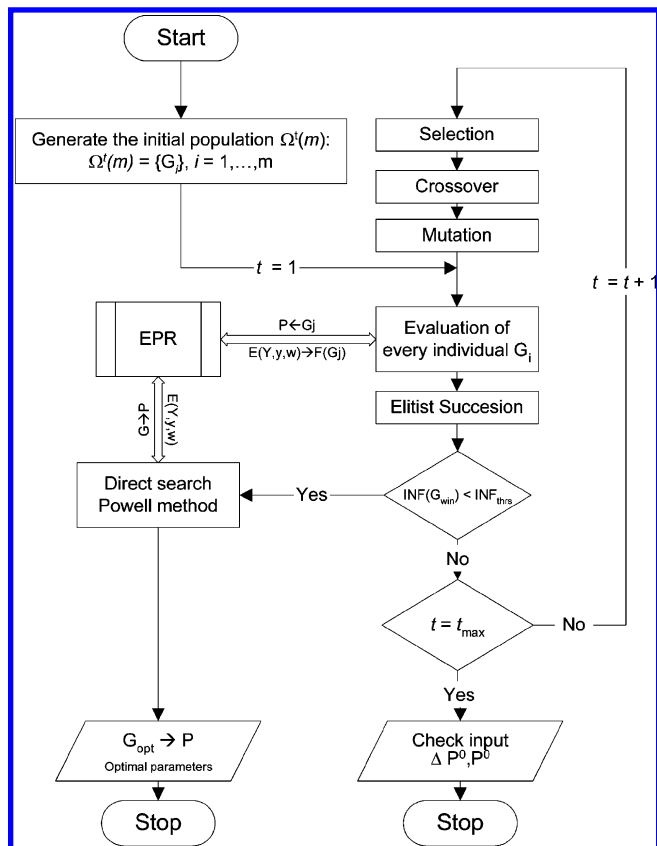 Start
Generate the initial population Ωᵗ(m):
Ωᵗ(m) = {Gᵢ}, i = 1,...,m
Selection
Crossover
Mutation
t = 1
t = t + 1
EPR
P←Gj
E(Y,y,w)→F(Gj)
Evaluation of
every individual Gᵢ
Elitist Succesion
G→P
E(Y,y,w)
Direct search
Powell method
Yes
INF(G_win) < INF_thrs
No
t = t_max
No
Yes
G_opt → P
Optimal parameters
Check input
Δ P⁰,P⁰
Stop
Stop